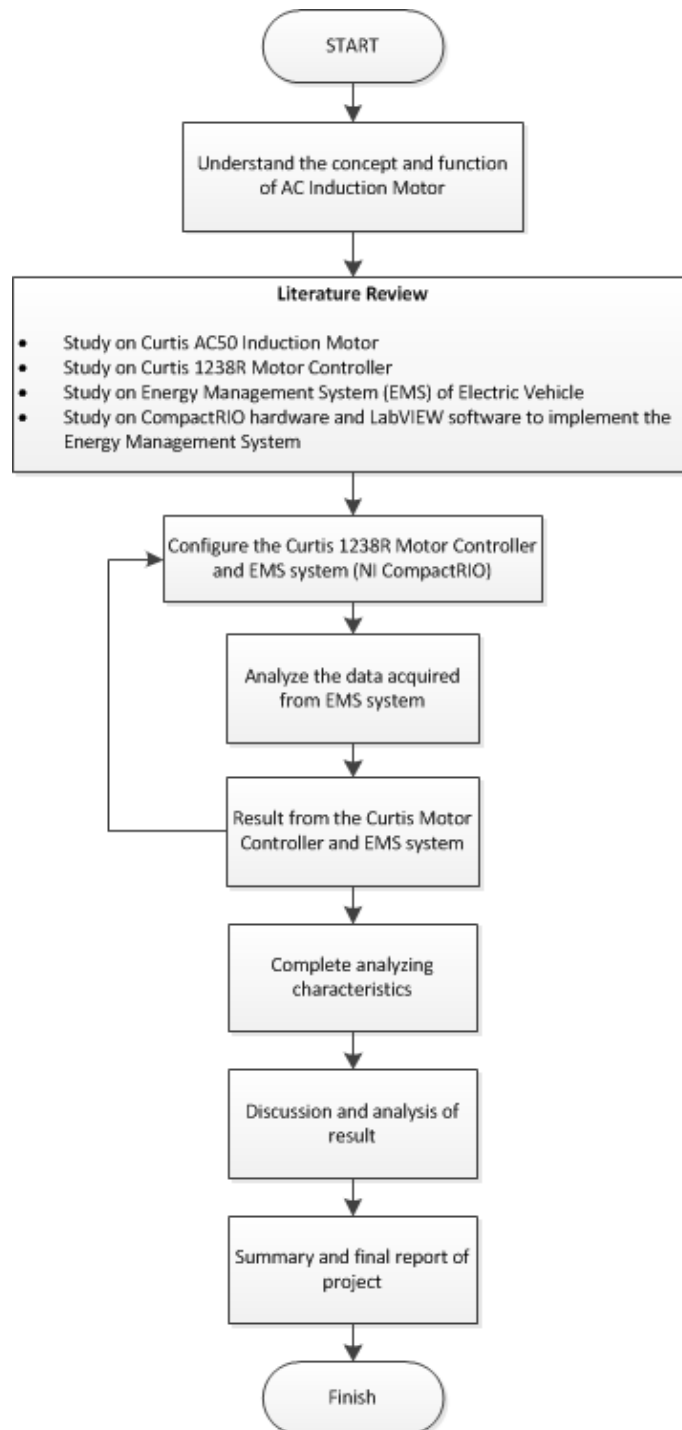 START
Understand the concept and function
of AC Induction Motor
Literature Review
• Study on Curtis AC50 Induction Motor
• Study on Curtis 1238R Motor Controller
• Study on Energy Management System (EMS) of Electric Vehicle
• Study on CompactRIO hardware and LabVIEW software to implement the
Energy Management System
Configure the Curtis 1238R Motor Controller
and EMS system (NI CompactRIO)
Analyze the data acquired
from EMS system
Result from the Curtis Motor
Controller and EMS system
Complete analyzing
characteristics
Discussion and analysis of
result
Summary and final report of
project
Finish